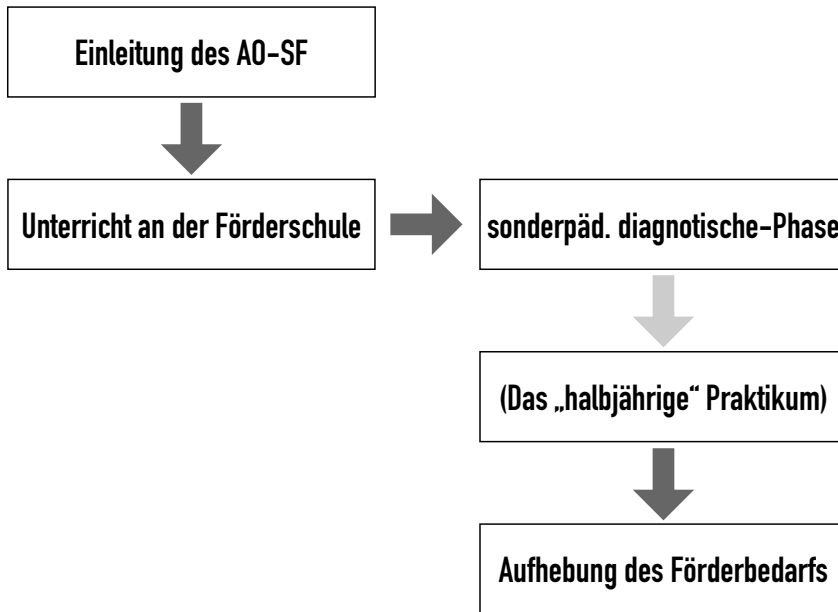 Einleitung des AO-SF
Unterricht an der Förderschule
sonderpäd. diagnotische-Phase
(Das „halbjährige“ Praktikum)
Aufhebung des Förderbedarfs